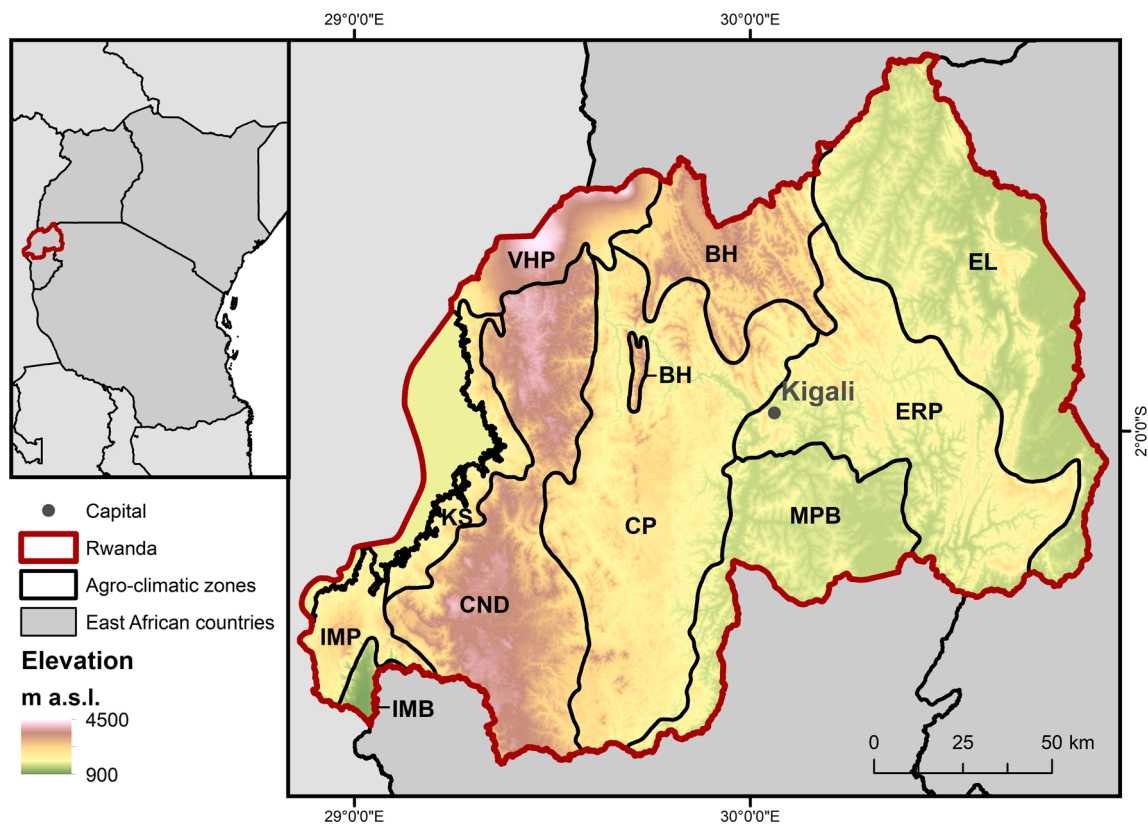 29°0'0"E
30°0'0"E
VHP
BH
EL
BH
Kigali
ERP
2°0'0"S
KS
CP
MPB
CND
IMP
IMB
Capital
Rwanda
Agro-climatic zones
East African countries
Elevation
m a.s.l.
4500
900
0 25 50 km
29°0'0"E
30°0'0"E